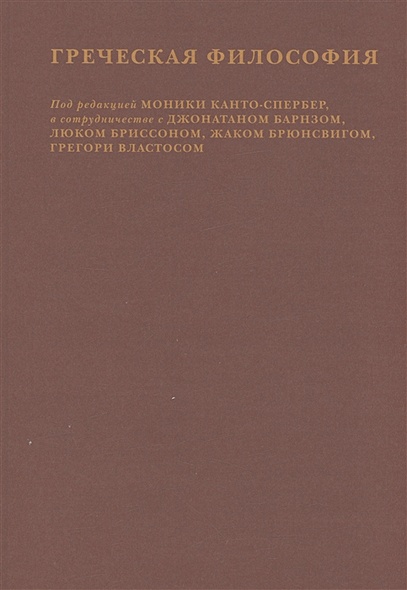 ГРЕЧЕСКАЯ ФИЛОСОФИЯ
Под редакцией МОНИКИ КАНТО-СПЕРБЕР,
в сотрудничестве с ДЖОНАТАНОМ БАРНЗОМ,
ЛЮКОМ БРИССОНОМ, ЖАКОМ БРЮНСВИГОМ,
ГРЕГОРИ ВЛАСТОСОМ